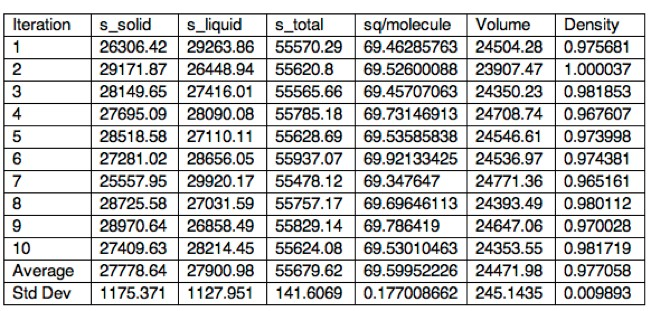 Iteration s_solid s_liquid s_total sq/molecule Volume Density
1 26306.42 29263.86 55570.29 69.46285763 24504.28 0.975681
2 29171.87 26448.94 55620.8 69.52600088 23907.47 1.000037
3 28149.65 27416.01 55565.66 69.45707063 24350.23 0.981853
4 27695.09 28090.08 55785.18 69.73146913 24708.74 0.967607
5 28518.58 27110.11 55628.69 69.53585838 24546.61 0.973998
6 27281.02 28656.05 55937.07 69.92133425 24536.97 0.974381
7 25557.95 29920.17 55478.12 69.347647 24771.36 0.965161
8 28725.58 27031.59 55757.17 69.69646113 24393.49 0.980112
9 28970.64 26858.49 55829.14 69.786419 24647.06 0.970028
10 27409.63 28214.45 55624.08 69.53010463 24353.55 0.981719
Average 27778.64 27900.98 55679.62 69.59952226 24471.98 0.977058
Std Dev 1175.371 1127.951 141.6069 0.177008662 245.1435 0.009893